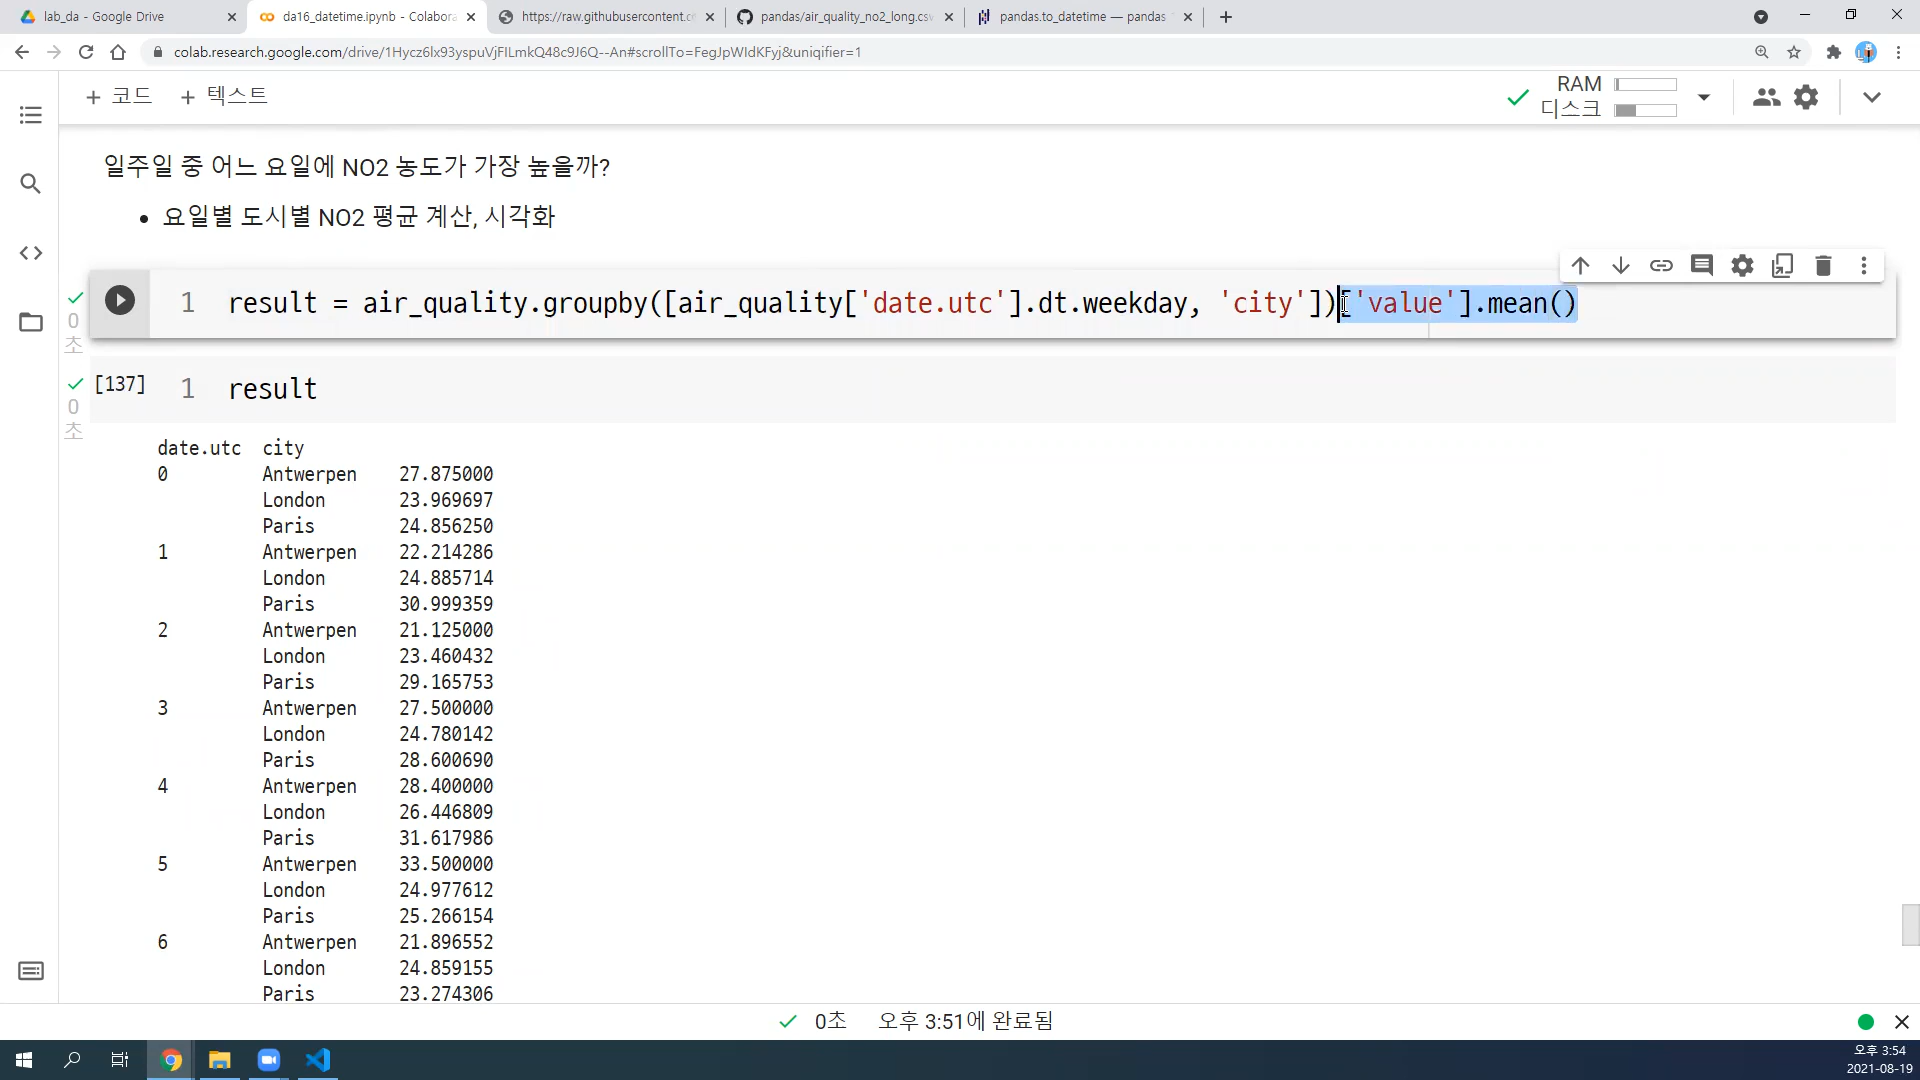 lab_da - Google Drive
da16_datetime.ipynb - Colabora
https://raw.githubusercontent.c
pandas/air_quality_no2_long.csv
pandas.to_datetime — pandas
colab.research.google.com/drive/1Hycz6lx93yspuVjFILmkQ48c9J6Q--An#scrollTo=FegJpWIdKFyj&uniqifier=1
+ 코드 + 텍스트
RAM
디스크
일주일 중 어느 요일에 NO2 농도가 가장 높을까?
• 요일별 도시별 NO2 평균 계산, 시각화
0
초
1 result = air_quality.groupby([air_quality['date.utc'].dt.weekday, 'city'])['value'].mean()
[137] 1 result
0
초
date.utc city
0 Antwerpen 27.875000
London 23.969697
Paris 24.856250
1 Antwerpen 22.214286
London 24.885714
Paris 30.999359
2 Antwerpen 21.125000
London 23.460432
Paris 29.165753
3 Antwerpen 27.500000
London 24.780142
Paris 28.600690
4 Antwerpen 28.400000
London 26.446809
Paris 31.617986
5 Antwerpen 33.500000
London 24.977612
Paris 25.266154
6 Antwerpen 21.896552
London 24.859155
Paris 23.274306
0초 오후 3:51에 완료됨
오후 3:54
2021-08-19